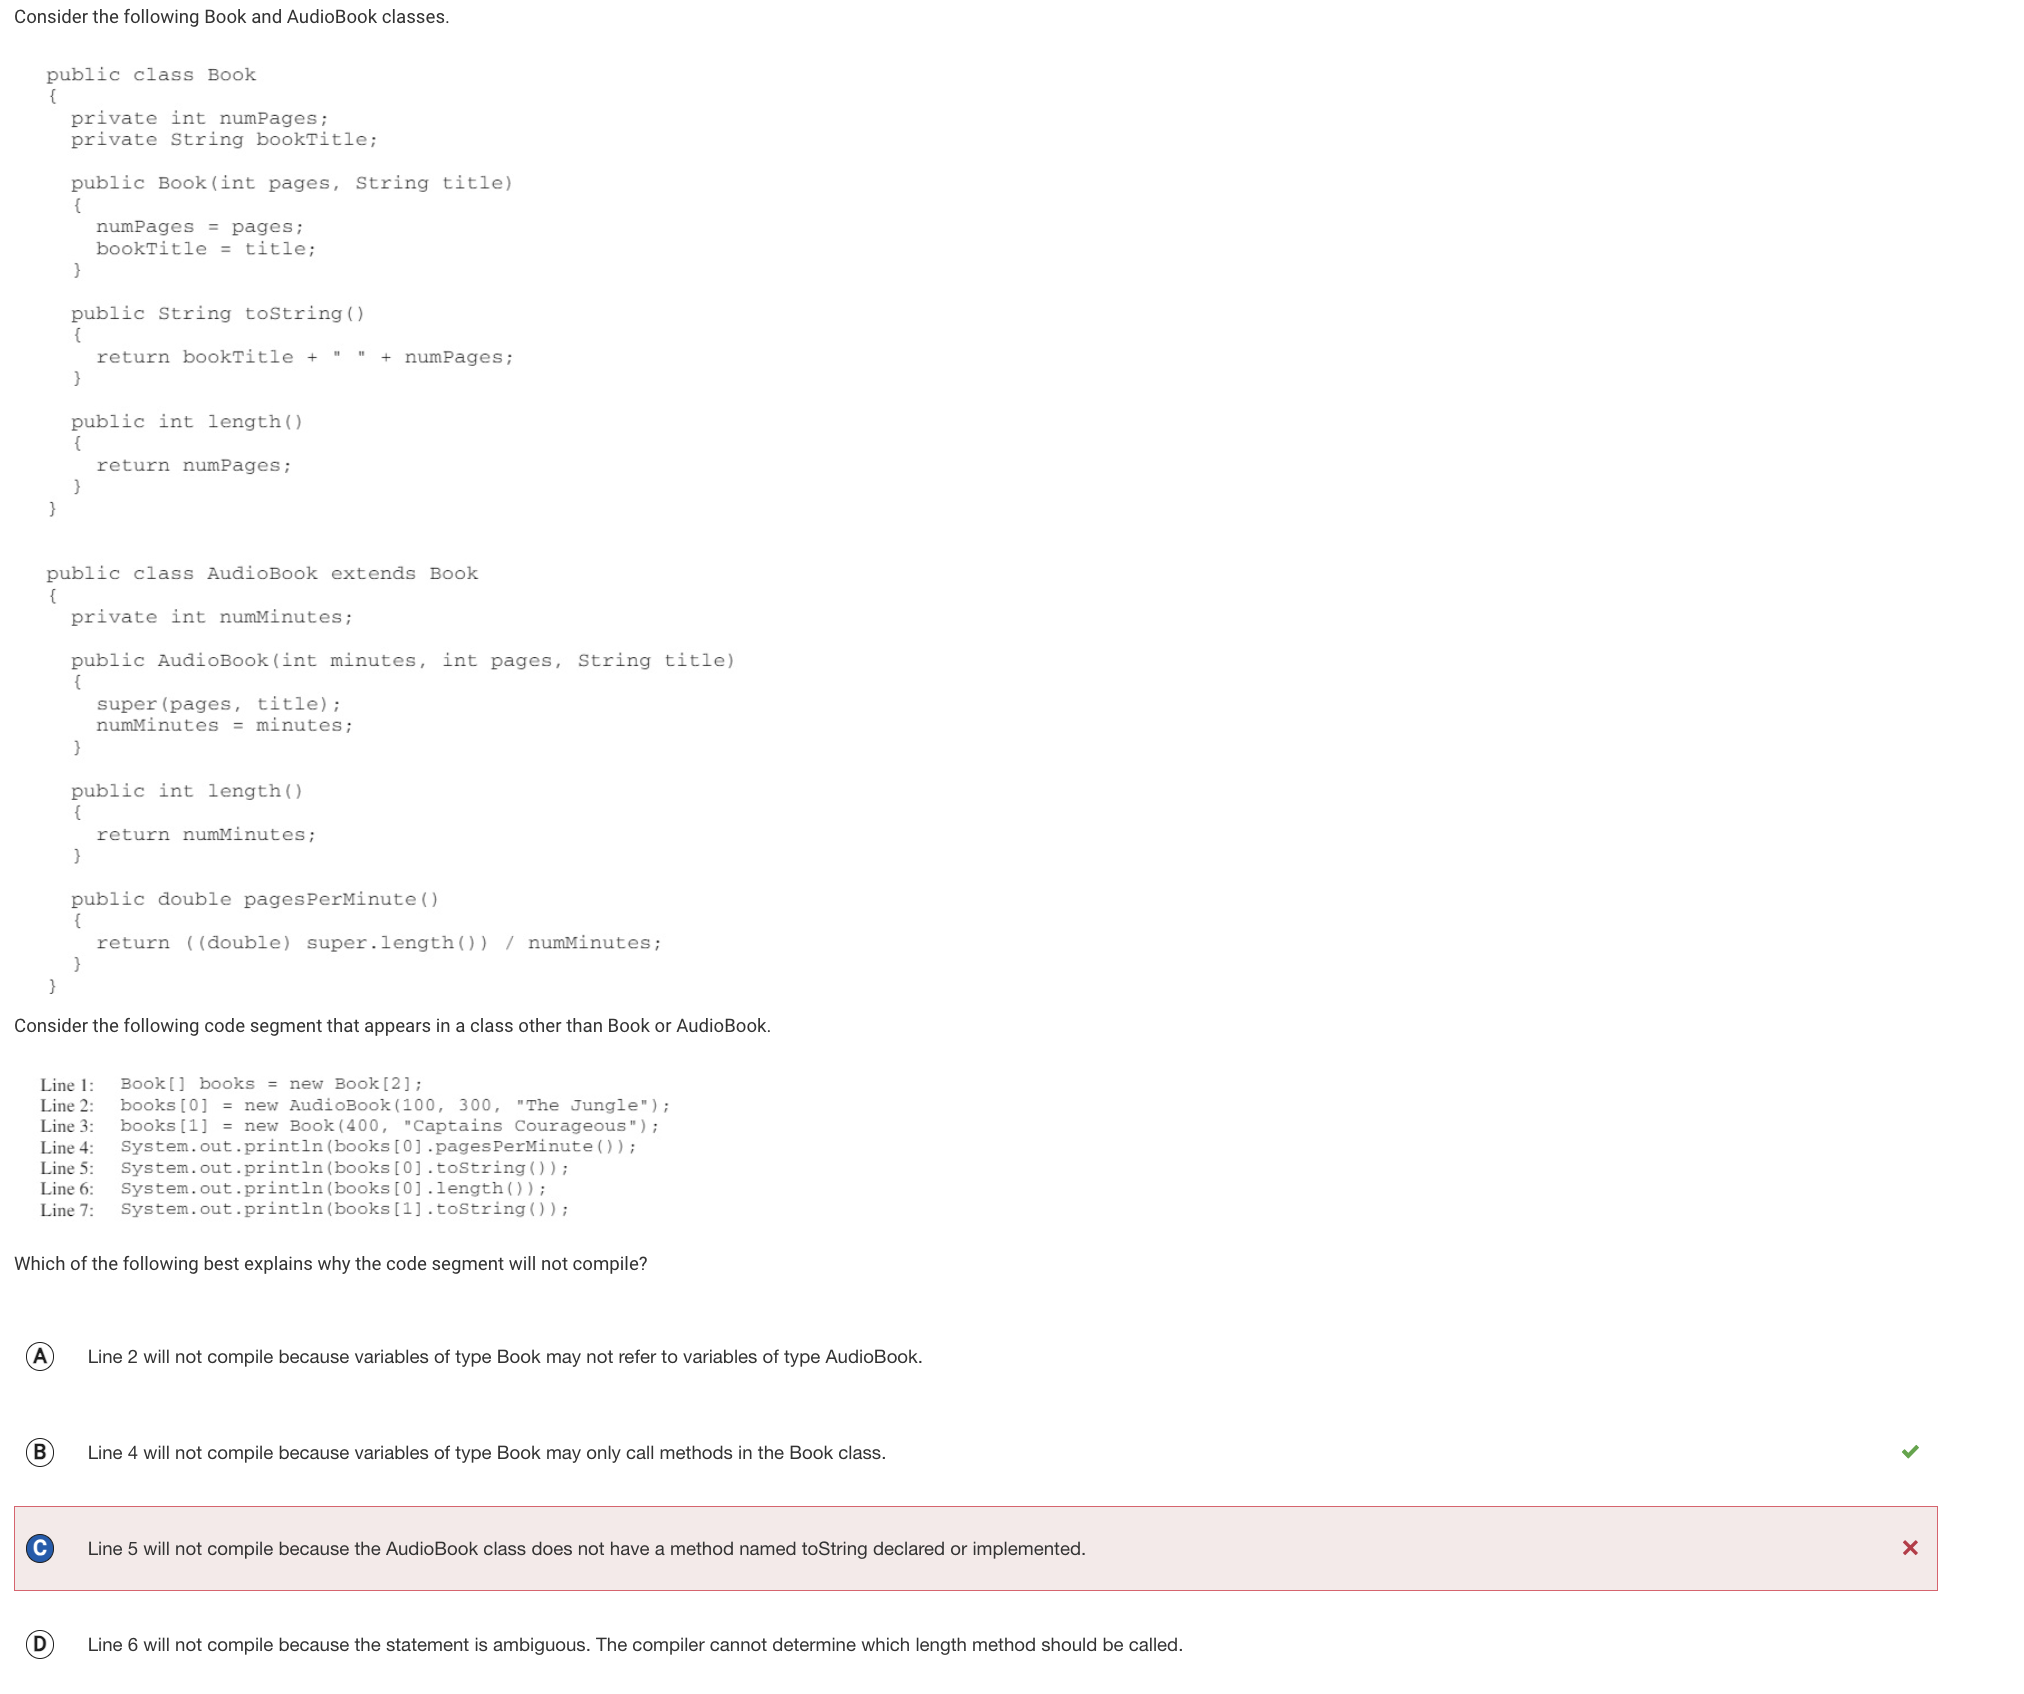 Consider the following Book and AudioBook classes.
public class Book
{
private int numPages;
private String bookTitle;
public Book(int pages, String title)
{
numPages = pages;
bookTitle = title;
}
public String toString()
{
return bookTitle + " " + numPages;
}
public int length()
{
return numPages;
}
}
public class AudioBook extends Book
{
private int numMinutes;
public AudioBook(int minutes, int pages, String title)
{
super(pages, title);
numMinutes = minutes;
}
public int length()
{
return numMinutes;
}
public double pagesPerMinute()
{
return ((double) super.length()) / numMinutes;
}
}
Consider the following code segment that appears in a class other than Book or AudioBook.
Line 1: Book[] books = new Book[2];
Line 2: books[0] = new AudioBook(100, 300, "The Jungle");
Line 3: books[1] = new Book(400, "Captains Courageous");
Line 4: System.out.println(books[0].pagesPerMinute());
Line 5: System.out.println(books[0].toString());
Line 6: System.out.println(books[0].length());
Line 7: System.out.println(books[1].toString());
Which of the following best explains why the code segment will not compile?
A Line 2 will not compile because variables of type Book may not refer to variables of type AudioBook.
B Line 4 will not compile because variables of type Book may only call methods in the Book class.
C Line 5 will not compile because the AudioBook class does not have a method named toString declared or implemented.
D Line 6 will not compile because the statement is ambiguous. The compiler cannot determine which length method should be called.